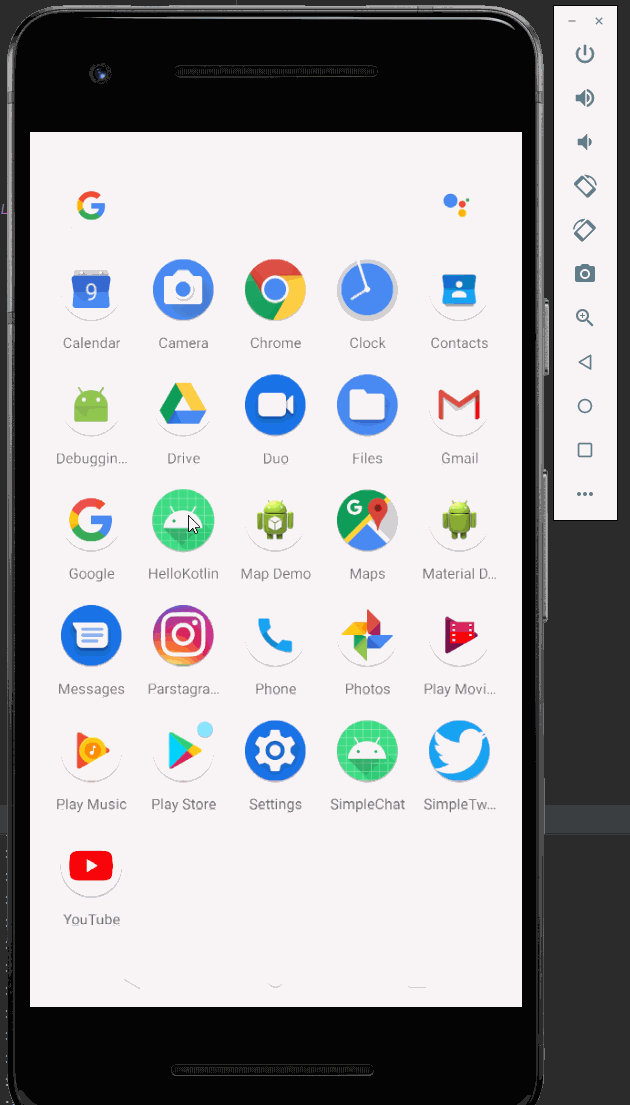 L
G
9
Calendar
Camera
Chrome
Clock
Contacts
Debuggin...
Drive
Duo
Files
Gmail
G
G
Google
HelloKotlin
Map Demo
Maps
Material D...
Messages
Parstagra...
Phone
Photos
Play Movi...
Play Music
Play Store
Settings
SimpleChat
SimpleTw...
YouTube